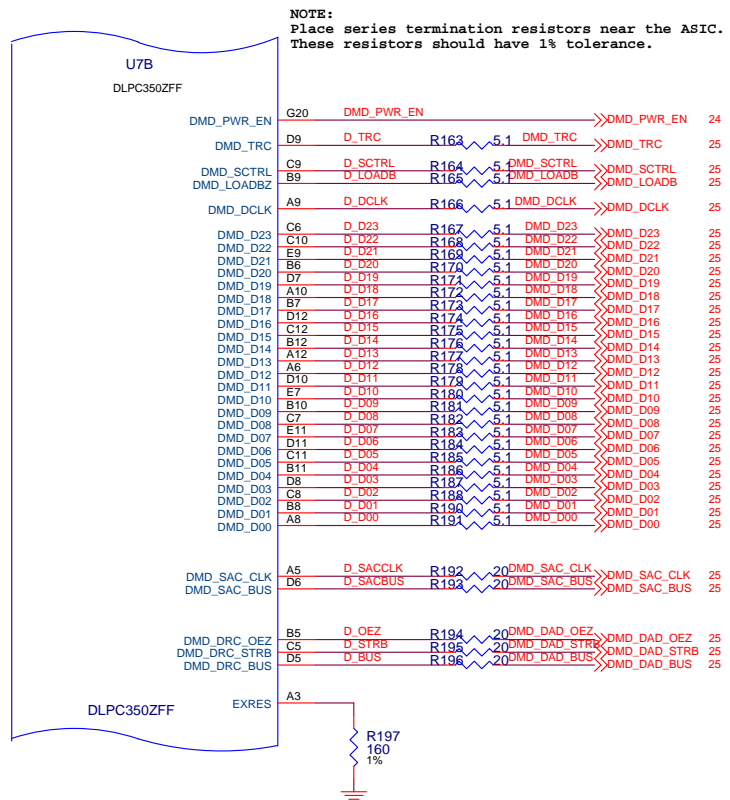 NOTE:
Place series termination resistors near the ASIC.
These resistors should have 1% tolerance.
U7B
DLPC350ZFF
DMD_PWR_EN G20 DMD_PWR_EN DMD_PWR_EN 24
DMD_TRC D9 D_TRC R163 5.1 DMD_TRC DMD_TRC 25
DMD_SCTRL C9 D_SCTRL R164 5.1 DMD_SCTRL DMD_SCTRL 25
DMD_LOADBZ B9 D_LOADB R165 5.1 DMD_LOADB DMD_LOADB 25
DMD_DCLK A9 D_DCLK R166 5.1 DMD_DCLK DMD_DCLK 25
DMD_D23 C6 D_D23 R167 5.1 DMD_D23 DMD_D23 25
DMD_D22 C10 D_D22 R168 5.1 DMD_D22 DMD_D22 25
DMD_D21 E9 D_D21 R169 5.1 DMD_D21 DMD_D21 25
DMD_D20 B6 D_D20 R170 5.1 DMD_D20 DMD_D20 25
DMD_D19 D7 D_D19 R171 5.1 DMD_D19 DMD_D19 25
DMD_D18 A10 D_D18 R172 5.1 DMD_D18 DMD_D18 25
DMD_D17 B7 D_D17 R173 5.1 DMD_D17 DMD_D17 25
DMD_D16 D12 D_D16 R174 5.1 DMD_D16 DMD_D16 25
DMD_D15 C12 D_D15 R175 5.1 DMD_D15 DMD_D15 25
DMD_D14 B12 D_D14 R176 5.1 DMD_D14 DMD_D14 25
DMD_D13 A12 D_D13 R177 5.1 DMD_D13 DMD_D13 25
DMD_D12 A6 D_D12 R178 5.1 DMD_D12 DMD_D12 25
DMD_D11 D10 D_D11 R179 5.1 DMD_D11 DMD_D11 25
DMD_D10 E7 D_D10 R180 5.1 DMD_D10 DMD_D10 25
DMD_D09 B10 D_D09 R181 5.1 DMD_D09 DMD_D09 25
DMD_D08 C7 D_D08 R182 5.1 DMD_D08 DMD_D08 25
DMD_D07 E11 D_D07 R183 5.1 DMD_D07 DMD_D07 25
DMD_D06 D11 D_D06 R184 5.1 DMD_D06 DMD_D06 25
DMD_D05 C11 D_D05 R185 5.1 DMD_D05 DMD_D05 25
DMD_D04 B11 D_D04 R186 5.1 DMD_D04 DMD_D04 25
DMD_D03 D8 D_D03 R187 5.1 DMD_D03 DMD_D03 25
DMD_D02 C8 D_D02 R188 5.1 DMD_D02 DMD_D02 25
DMD_D01 B8 D_D01 R190 5.1 DMD_D01 DMD_D01 25
DMD_D00 A8 D_D00 R191 5.1 DMD_D00 DMD_D00 25
DMD_SAC_CLK A5 D_SACCLK R192 20 DMD_SAC_CLK DMD_SAC_CLK 25
DMD_SAC_BUS D6 D_SACBUS R193 20 DMD_SAC_BUS DMD_SAC_BUS 25
DMD_DRC_OEZ B5 D_OEZ R194 20 DMD_DAD_OEZ DMD_DAD_OEZ 25
DMD_DRC_STRB C5 D_STRB R195 20 DMD_DAD_STRB DMD_DAD_STRB 25
DMD_DRC_BUS D5 D_BUS R196 20 DMD_DAD_BUS DMD_DAD_BUS 25
DLPC350ZFF EXRES A3
R197
160
1%